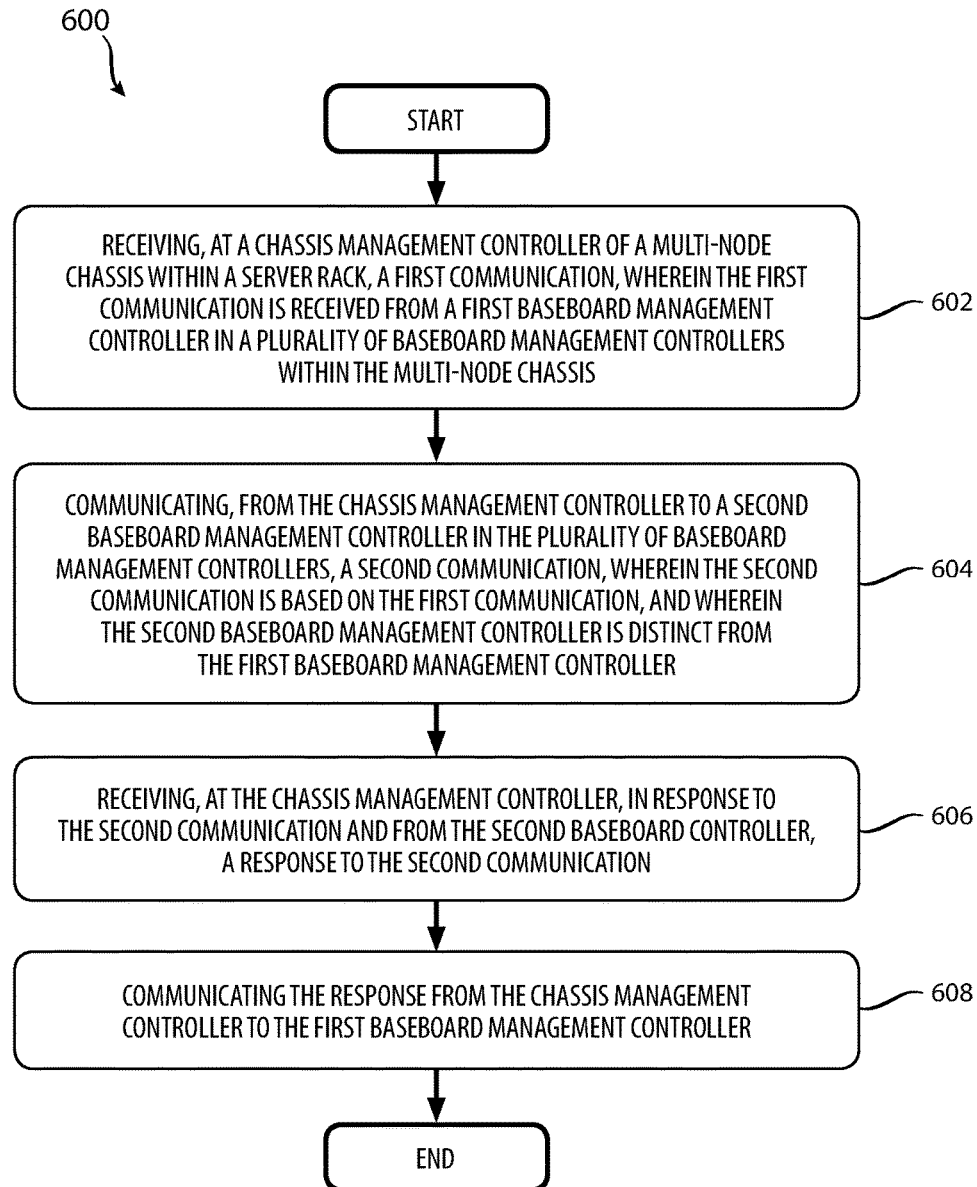 600
START
RECEIVING, AT A CHASSIS MANAGEMENT CONTROLLER OF A MULTI-NODE
CHASSIS WITHIN A SERVER RACK, A FIRST COMMUNICATION, WHEREIN THE FIRST
COMMUNICATION IS RECEIVED FROM A FIRST BASEBOARD MANAGEMENT
CONTROLLER IN A PLURALITY OF BASEBOARD MANAGEMENT CONTROLLERS
WITHIN THE MULTI-NODE CHASSIS
602
COMMUNICATING, FROM THE CHASSIS MANAGEMENT CONTROLLER TO A SECOND
BASEBOARD MANAGEMENT CONTROLLER IN THE PLURALITY OF BASEBOARD
MANAGEMENT CONTROLLERS, A SECOND COMMUNICATION, WHEREIN THE SECOND
COMMUNICATION IS BASED ON THE FIRST COMMUNICATION, AND WHEREIN
THE SECOND BASEBOARD MANAGEMENT CONTROLLER IS DISTINCT FROM
THE FIRST BASEBOARD MANAGEMENT CONTROLLER
604
RECEIVING, AT THE CHASSIS MANAGEMENT CONTROLLER, IN RESPONSE TO
THE SECOND COMMUNICATION AND FROM THE SECOND BASEBOARD CONTROLLER,
A RESPONSE TO THE SECOND COMMUNICATION
606
COMMUNICATING THE RESPONSE FROM THE CHASSIS MANAGEMENT
CONTROLLER TO THE FIRST BASEBOARD MANAGEMENT CONTROLLER
608
END